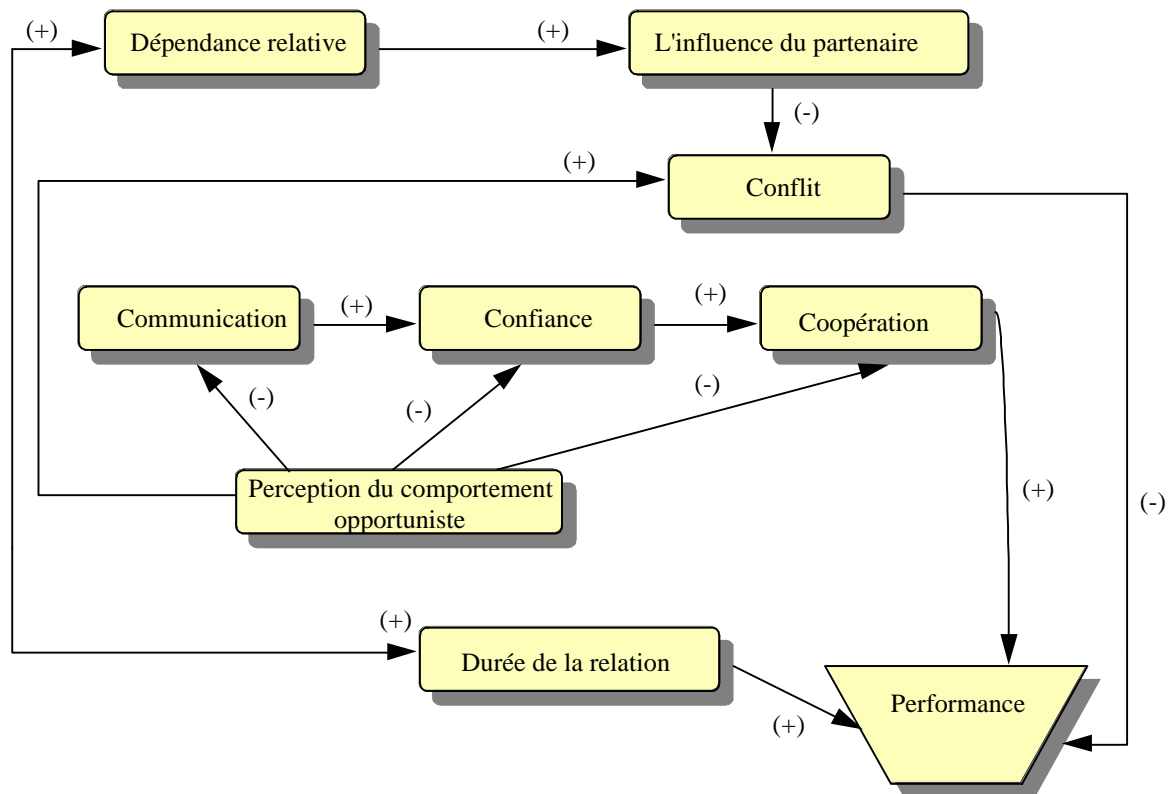 (+)
Dépendance relative
(+)
L'influence du partenaire
(-)
(+)
Conflit
Communication
(+)
Confiance
(+)
Coopération
(-)
(-)
(-)
Perception du comportement
opportuniste
(+)
(-)
(+)
Durée de la relation
(+)
Performance